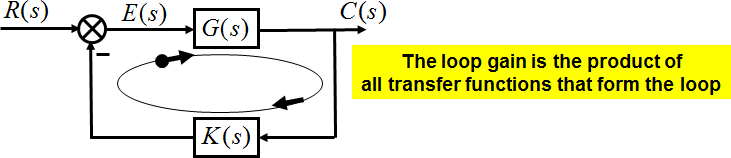 R(s) E(s) G(s) C(s)
−
The loop gain is the product of
all transfer functions that form the loop
K(s)